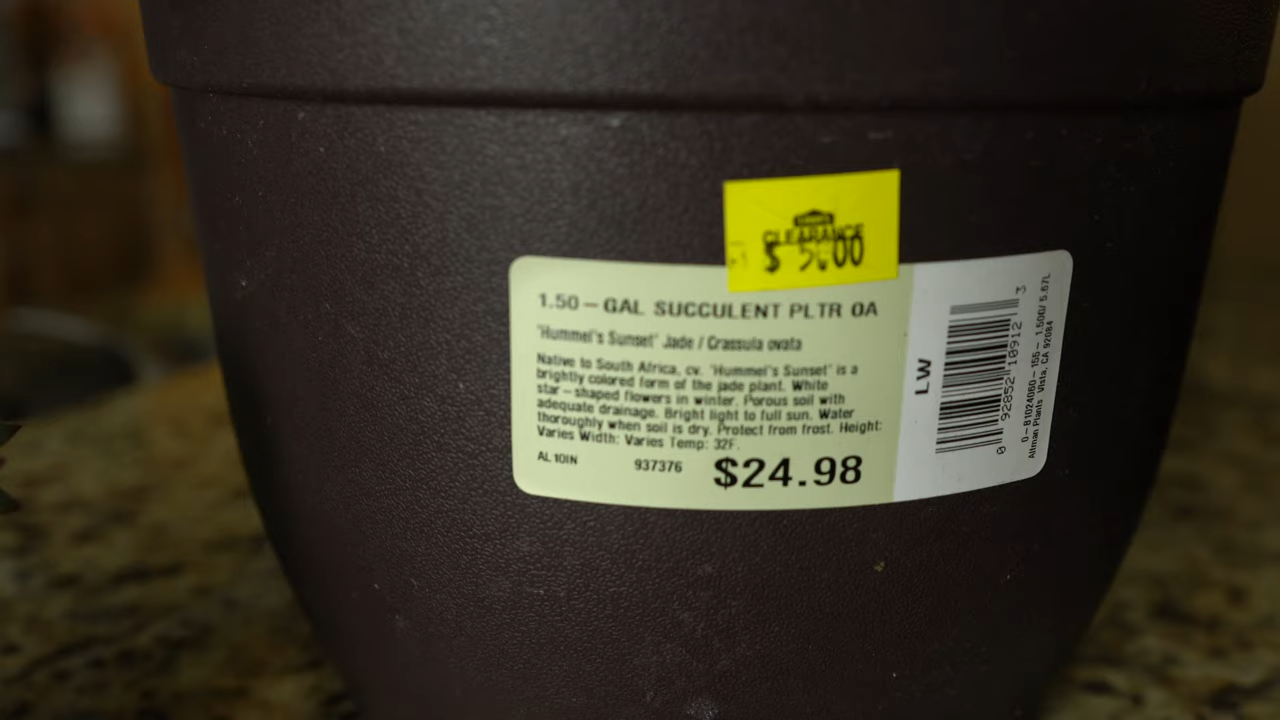 CLEARANCE
$ 5.00
1.50 - GAL SUCCULENT PLTR OA
'Hummel's Sunset' Jade / Crassula ovata
Native to South Africa, cv. 'Hummel's Sunset' is a
brightly colored form of the jade plant. White
star-shaped flowers in winter. Porous soil with
adequate drainage. Bright light to full sun. Water
thoroughly when soil is dry. Protect from frost. Height:
Varies Width: Varies Temp: 32F.
AL 10IN 937376 $24.98
LW
0 92852 10912 3
0-81024060-155- 1.50G/ 5.67L
Altman Plants Vista, CA 92084